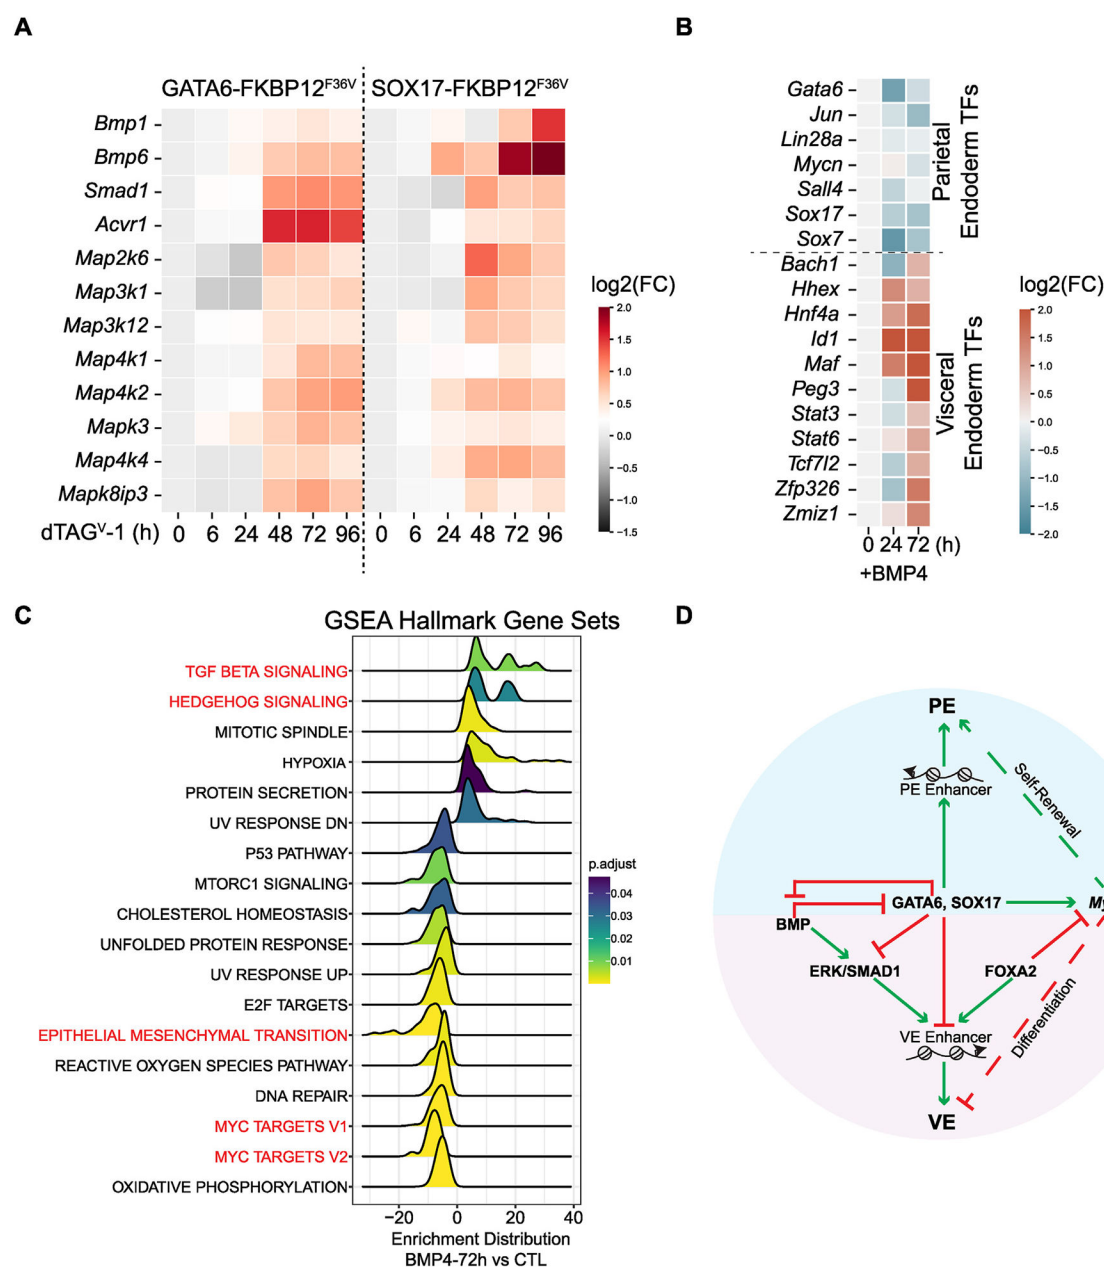 A
GATA6-FKBP12F36V
SOX17-FKBP12F36V
Bmp1
Bmp6
Smad1
Acvr1
Map2k6
Map3k1
Map3k12
Map4k1
Map4k2
Mapk3
Map4k4
Mapk8ip3
dTAGV-1 (h)
0 6 24 48 72 96 0 6 24 48 72 96
log2(FC)
2.0
1.5
1.0
0.5
0.0
−0.5
−1.0
−1.5
B
Gata6
Jun
Lin28a
Mycn
Sall4
Sox17
Sox7
Bach1
Hhex
Hnf4a
Id1
Maf
Peg3
Stat3
Stat6
Tcf7l2
Zfp326
Zmiz1
Parietal
Endoderm TFs
Visceral
Endoderm TFs
0 24 72 (h)
+BMP4
log2(FC)
2.0
1.5
1.0
0.5
0.0
−0.5
−1.0
−1.5
−2.0
C
GSEA Hallmark Gene Sets
TGF BETA SIGNALING
HEDGEHOG SIGNALING
MITOTIC SPINDLE
HYPOXIA
PROTEIN SECRETION
UV RESPONSE DN
P53 PATHWAY
MTORC1 SIGNALING
CHOLESTEROL HOMEOSTASIS
UNFOLDED PROTEIN RESPONSE
UV RESPONSE UP
E2F TARGETS
EPITHELIAL MESENCHYMAL TRANSITION
REACTIVE OXYGEN SPECIES PATHWAY
DNA REPAIR
MYC TARGETS V1
MYC TARGETS V2
OXIDATIVE PHOSPHORYLATION
−20 0 20 40
Enrichment Distribution
BMP4-72h vs CTL
p.adjust
0.04
0.03
0.02
0.01
D
PE
PE Enhancer
Self-Renewal
GATA6, SOX17
My
BMP
ERK/SMAD1
FOXA2
VE Enhancer
Differentiation
VE